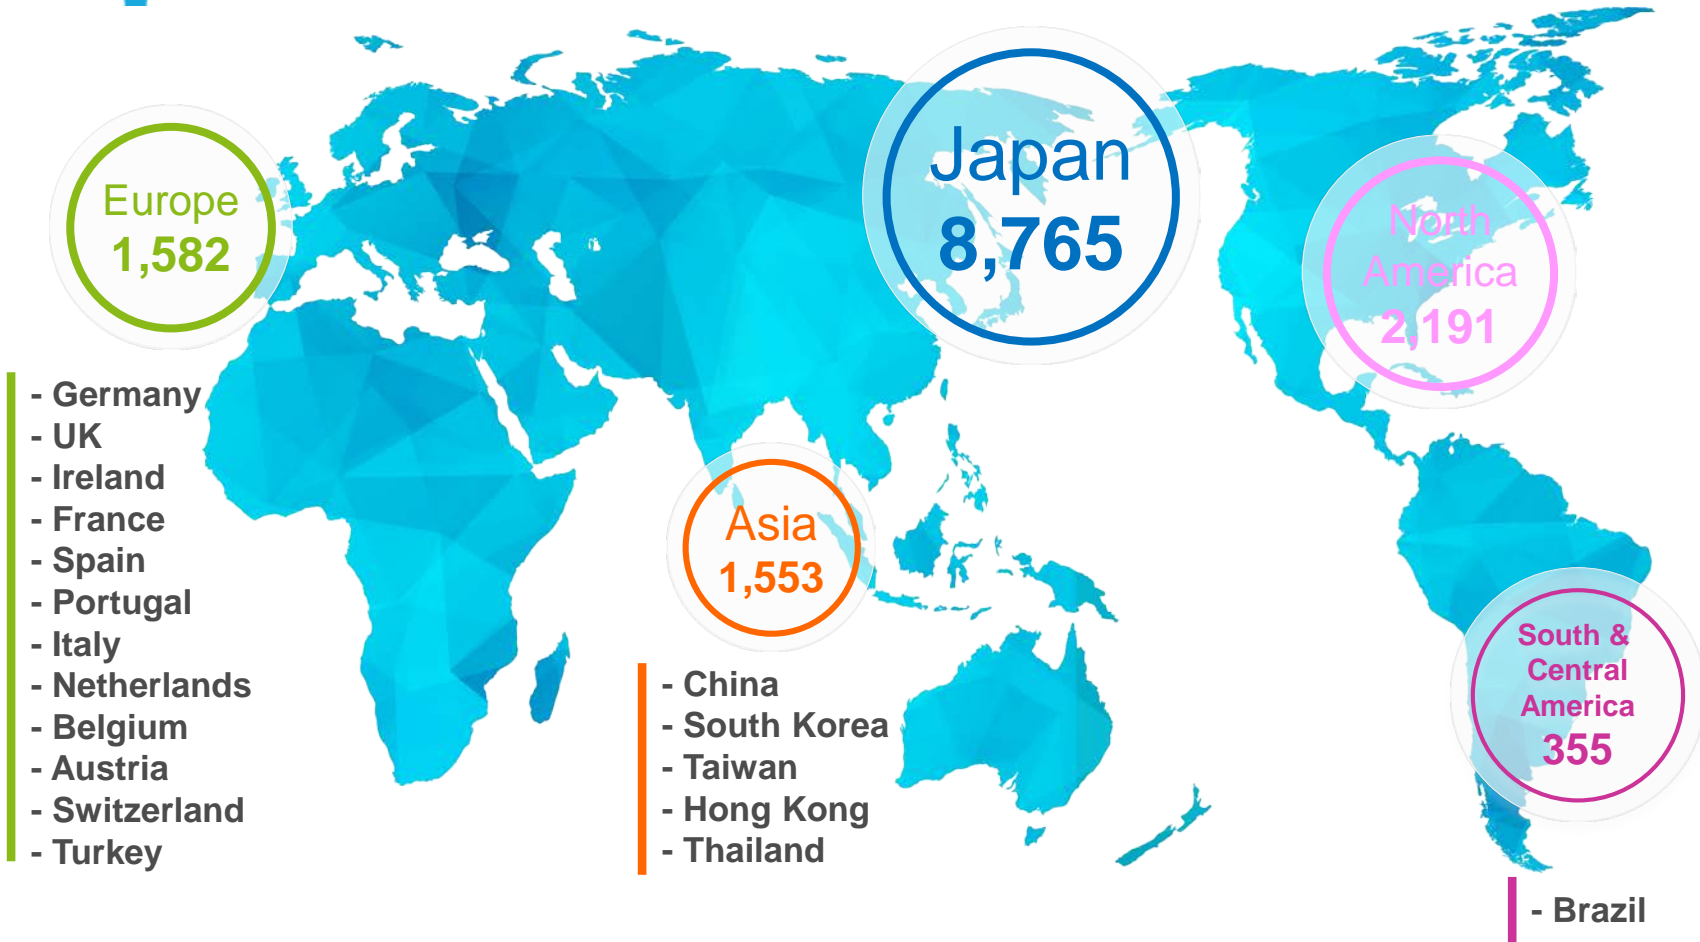 Europe
1,582
Japan
8,765
North
America
2,191
- Germany
- UK
- Ireland
- France
- Spain
- Portugal
- Italy
- Netherlands
- Belgium
- Austria
- Switzerland
- Turkey
Asia
1,553
- China
- South Korea
- Taiwan
- Hong Kong
- Thailand
South &
Central
America
355
- Brazil